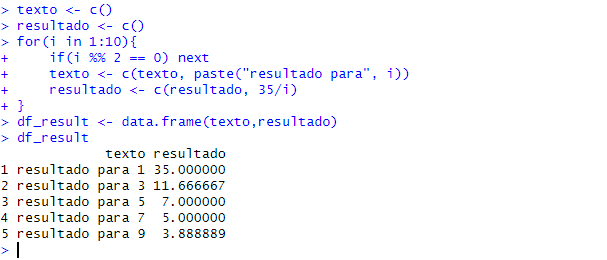 > texto <- c()
> resultado <- c()
> for(i in 1:10){
+     if(i %% 2 == 0) next
+     texto <- c(texto, paste("resultado para", i))
+     resultado <- c(resultado, 35/i)
+ }
> df_result <- data.frame(texto,resultado)
> df_result
             texto resultado
1 resultado para 1 35.000000
2 resultado para 3 11.666667
3 resultado para 5  7.000000
4 resultado para 7  5.000000
5 resultado para 9  3.888889
>